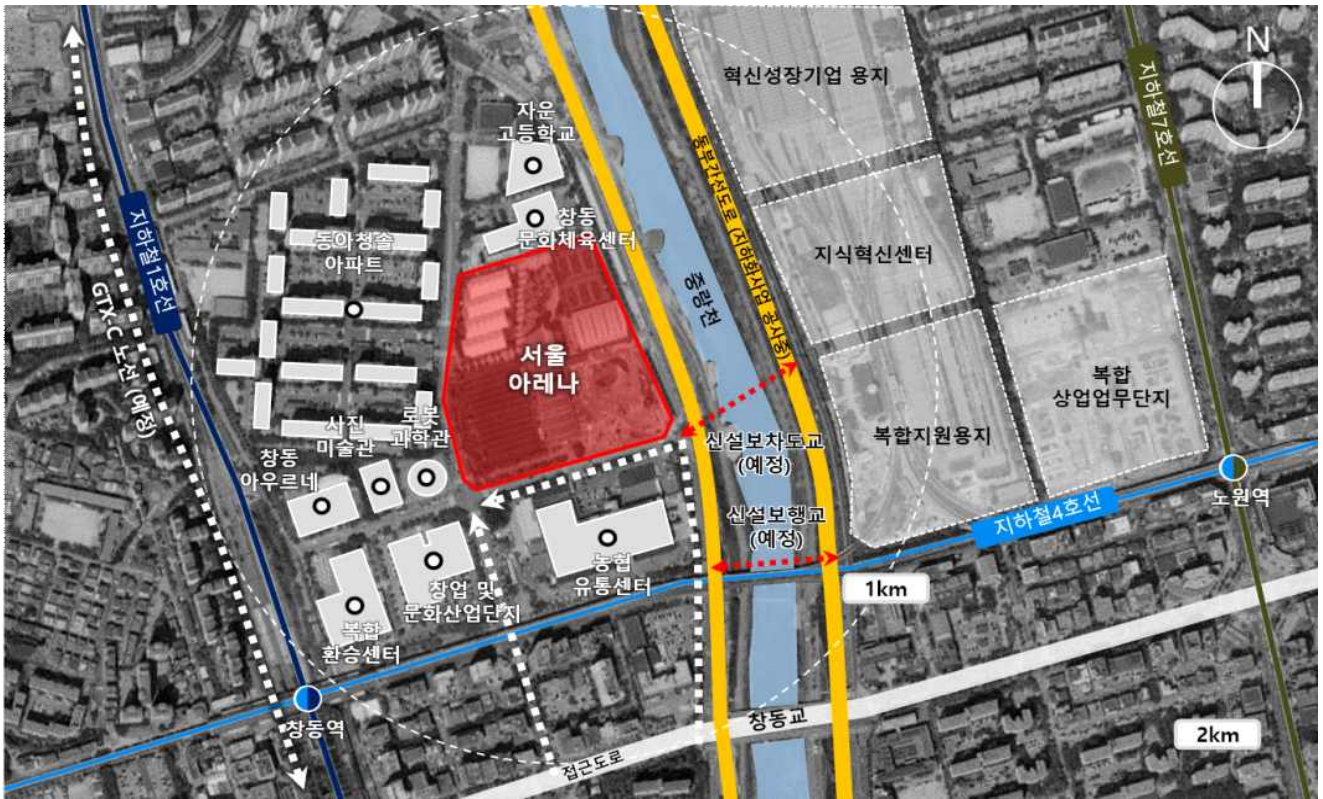 N
혁신성장기업 용지
지하철7호선
자운
고등학교
지하철1호선
GTX-C 노선 (예정)
동아청솔
아파트
창동
문화체육센터
동부간선도로 (지하화사업 공사중)
중랑천
지식혁신센터
서울
아레나
복합
상업업무단지
사진
미술관
로봇
과학관
창동
아우르네
신설보차도교
(예정)
복합지원용지
노원역
지하철4호선
신설보행교
(예정)
농협
유통센터
창업 및
문화산업단지
1km
복합
환승센터
창동역
창동교
2km
접근도로